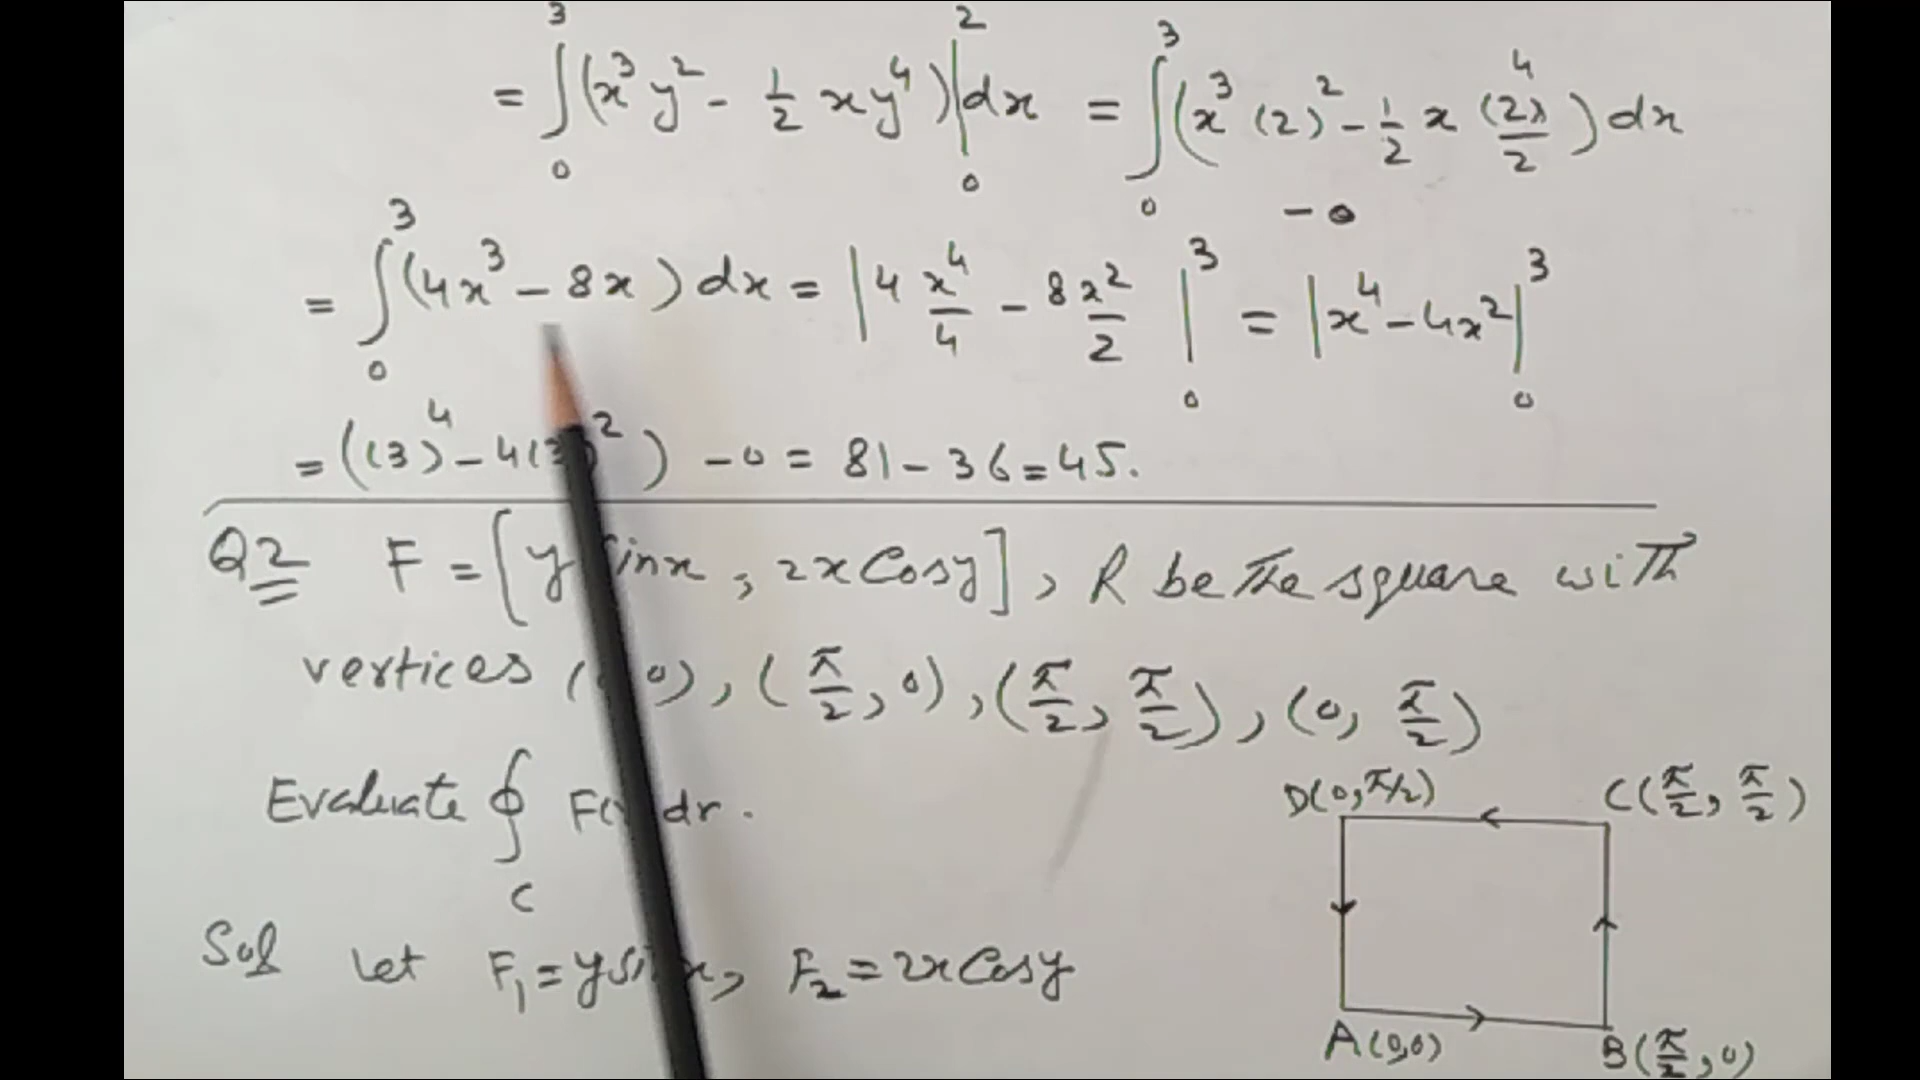 = ∫₀³ (x³y² - 1/2 xy⁴)|₀² dx = ∫₀³ (x³(2)² - 1/2 x (2)⁴/2) dx
- 0
= ∫₀³ (4x³ - 8x) dx = |4 x⁴/4 - 8 x²/2|₀³ = |x⁴ - 4x²|₀³
= ((3)⁴ - 4(3)²) - 0 = 81 - 36 = 45.
Q2 F = [y sinx, 2x Cosy], R be the square with
vertices ( 0), (π/2, 0), (π/2, π/2), (0, π/2)
Evaluate ∮ F( dr.
C
D(0, π/2) C(π/2, π/2)
Sol Let F₁ = y sinx, F₂ = 2x Cosy
A(0,0) B(π/2, 0)